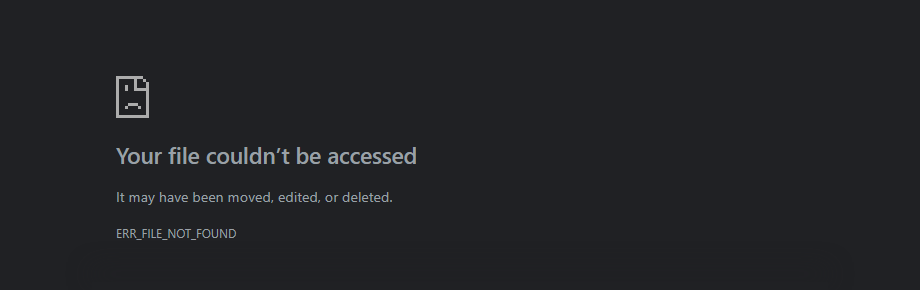 Your file couldn’t be accessed
It may have been moved, edited, or deleted.
ERR_FILE_NOT_FOUND